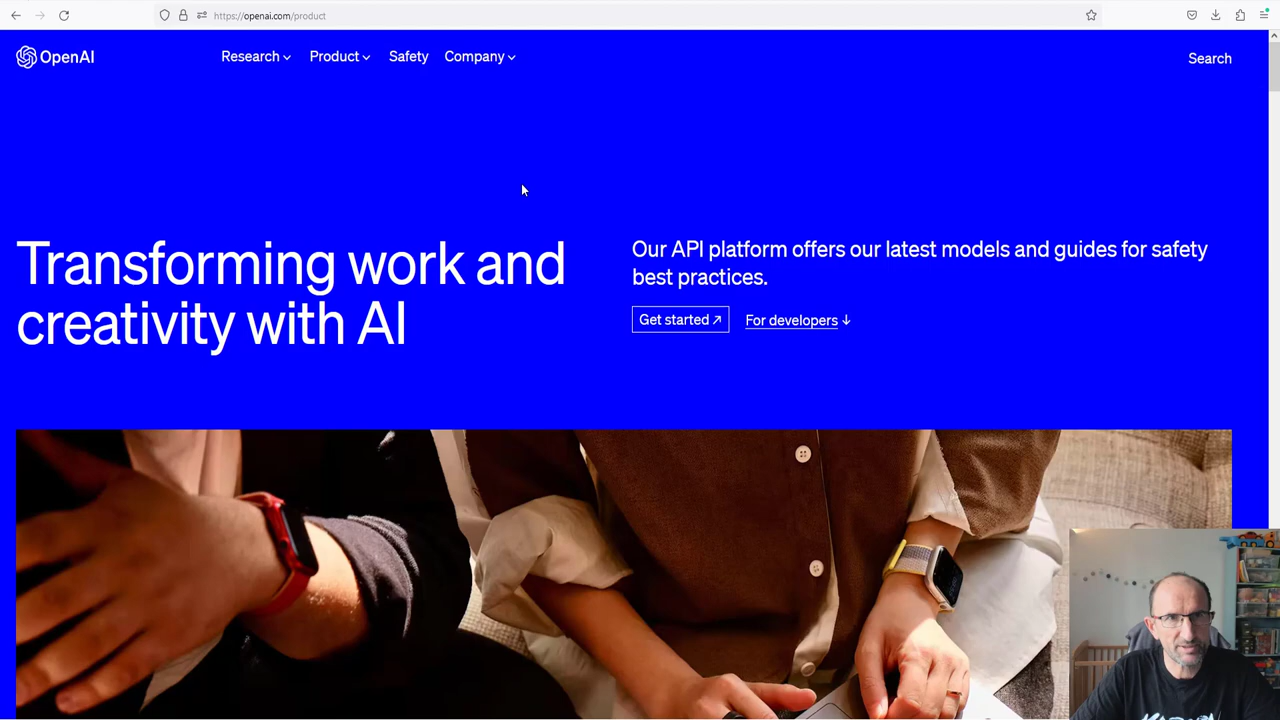 https://openai.com/product
OpenAI
Research
Product
Safety
Company
Search
Transforming work and
creativity with AI
Our API platform offers our latest models and guides for safety
best practices.
Get started ↗
For developers ↓